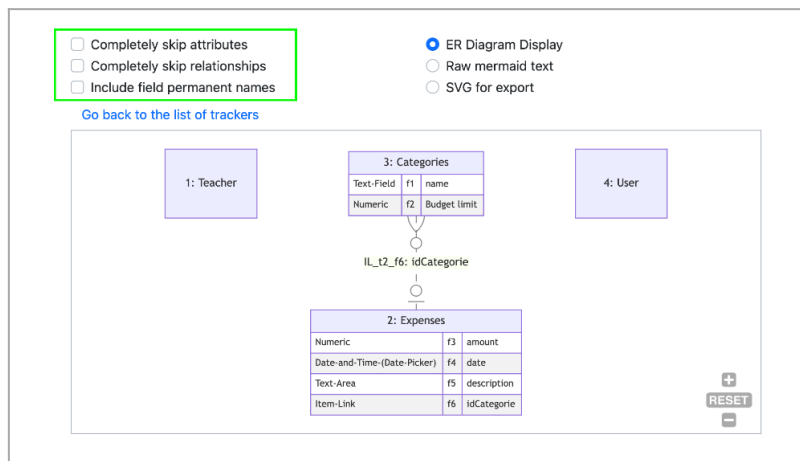 Completely skip attributes
Completely skip relationships
Include field permanent names
ER Diagram Display
Raw mermaid text
SVG for export
Go back to the list of trackers
1: Teacher
3: Categories
Text-Field f1 name
Numeric f2 Budget limit
4: User
IL_t2_f6: idCategorie
2: Expenses
Numeric f3 amount
Date-and-Time-(Date-Picker) f4 date
Text-Area f5 description
Item-Link f6 idCategorie
+
RESET
−